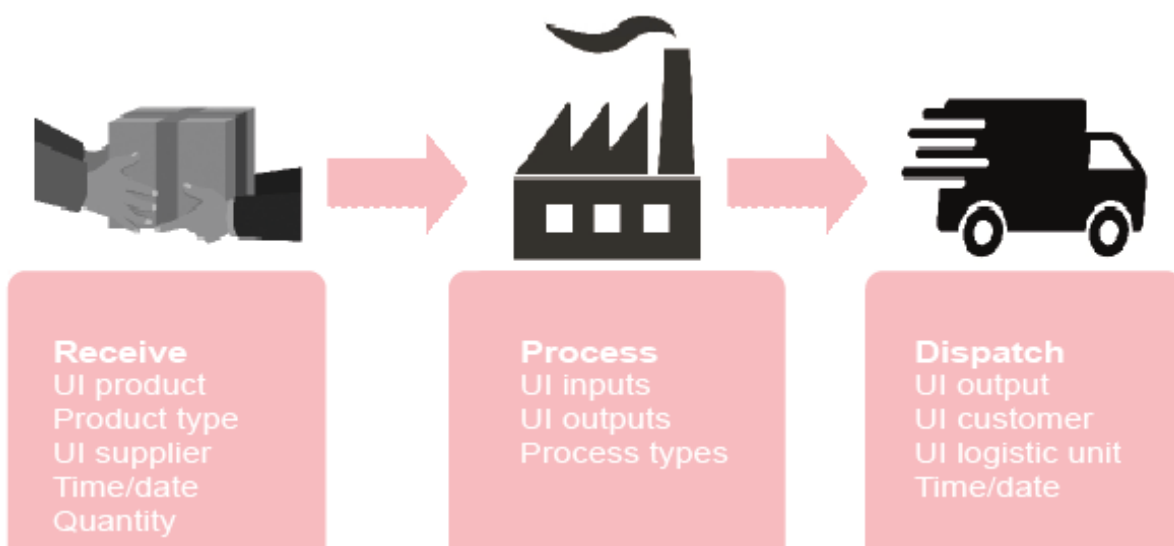 Receive
UI product
Product type
UI supplier
Time/date
Quantity
Process
UI inputs
UI outputs
Process types
Dispatch
UI output
UI customer
UI logistic unit
Time/date